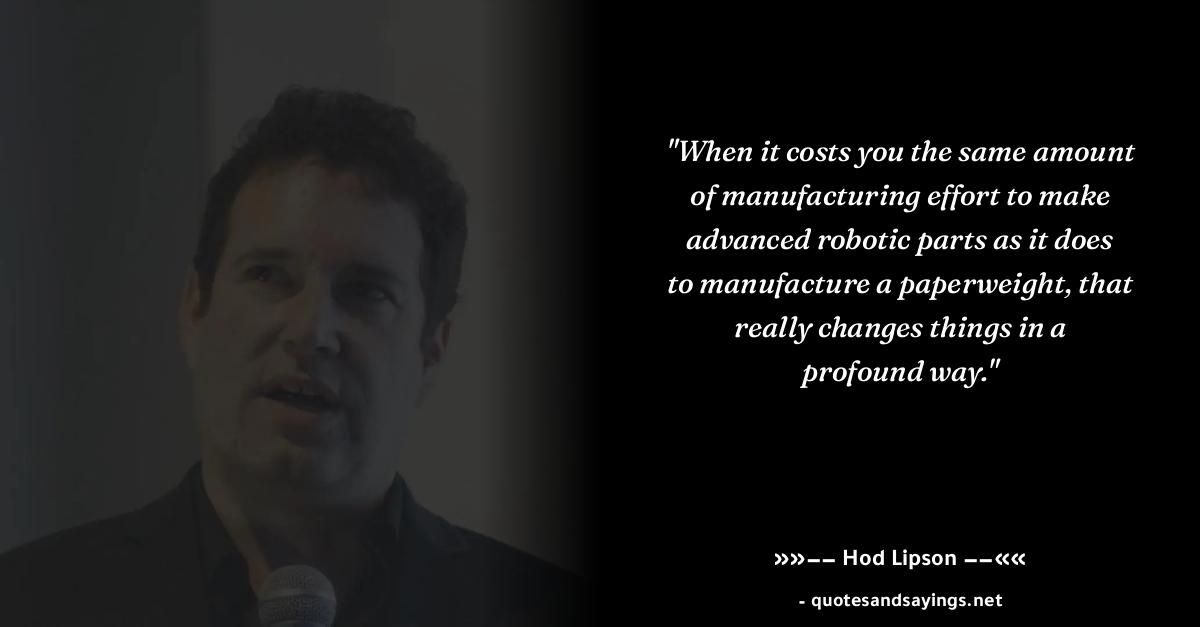 "When it costs you the same amount
of manufacturing effort to make
advanced robotic parts as it does
to manufacture a paperweight, that
really changes things in a
profound way."
»»−− Hod Lipson −−««
- quotesandsayings.net